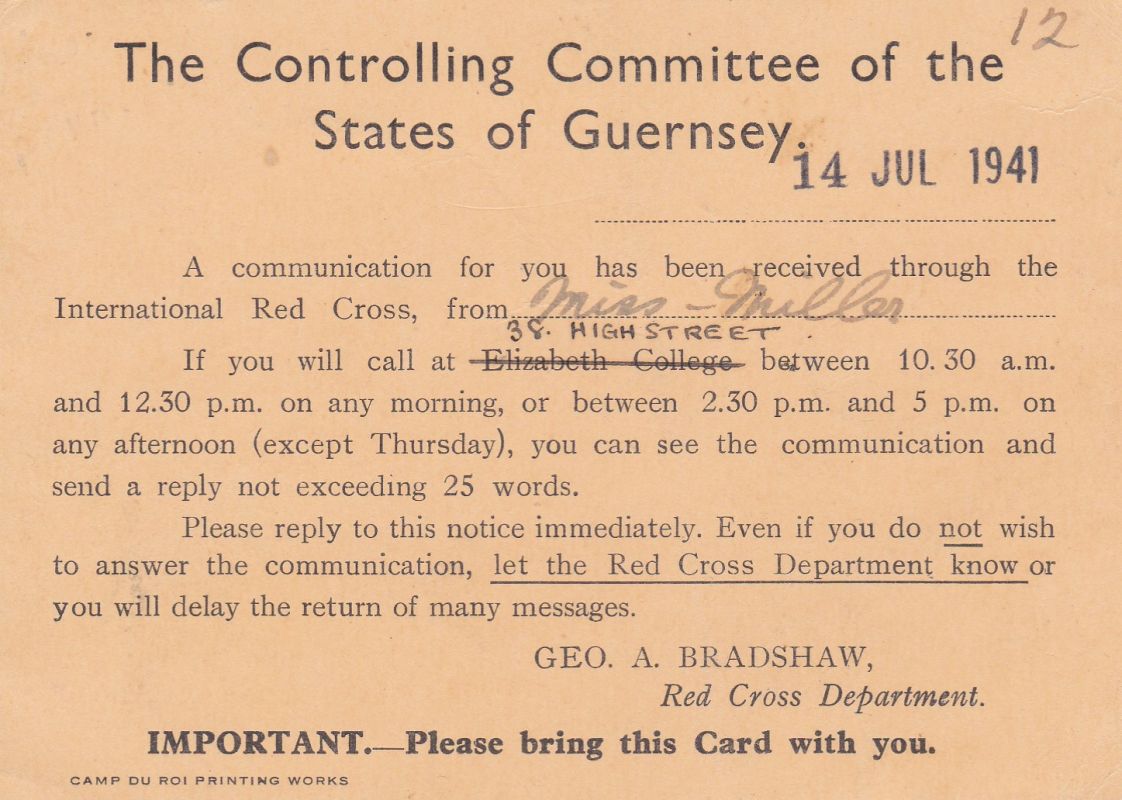 12
The Controlling Committee of the
States of Guernsey.
14 JUL 1941
A communication for you has been received through the
International Red Cross, from Miss - Miller
38. HIGH STREET.
If you will call at Elizabeth College between 10.30 a.m.
and 12.30 p.m. on any morning, or between 2.30 p.m. and 5 p.m. on
any afternoon (except Thursday), you can see the communication and
send a reply not exceeding 25 words.
Please reply to this notice immediately. Even if you do not wish
to answer the communication, let the Red Cross Department know or
you will delay the return of many messages.
GEO. A. BRADSHAW,
Red Cross Department.
IMPORTANT.—Please bring this Card with you.
CAMP DU ROI PRINTING WORKS